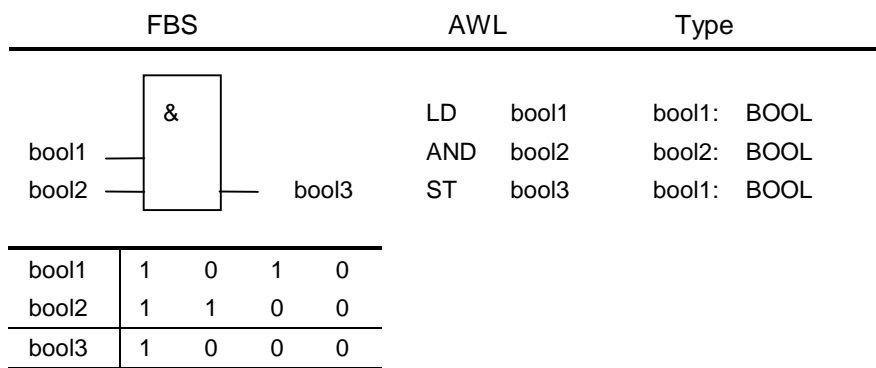 FBS AWL Type
&
LD bool1 bool1: BOOL
bool1 AND bool2 bool2: BOOL
bool2 bool3 ST bool3 bool1: BOOL
bool1 1 0 1 0
bool2 1 1 0 0
bool3 1 0 0 0